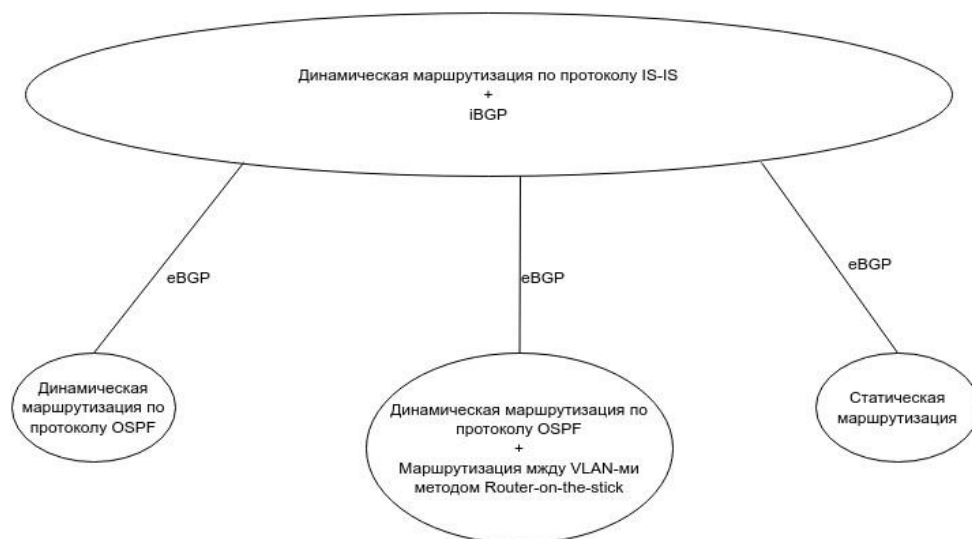 Динамическая маршрутизация по протоколу IS-IS
+
iBGP
eBGP
eBGP
eBGP
Динамическая
маршрутизация по
протоколу OSPF
Динамическая маршрутизация по
протоколу OSPF
+
Маршрутизация мжду VLAN-ми
методом Router-on-the-stick
Статическая
маршрутизация